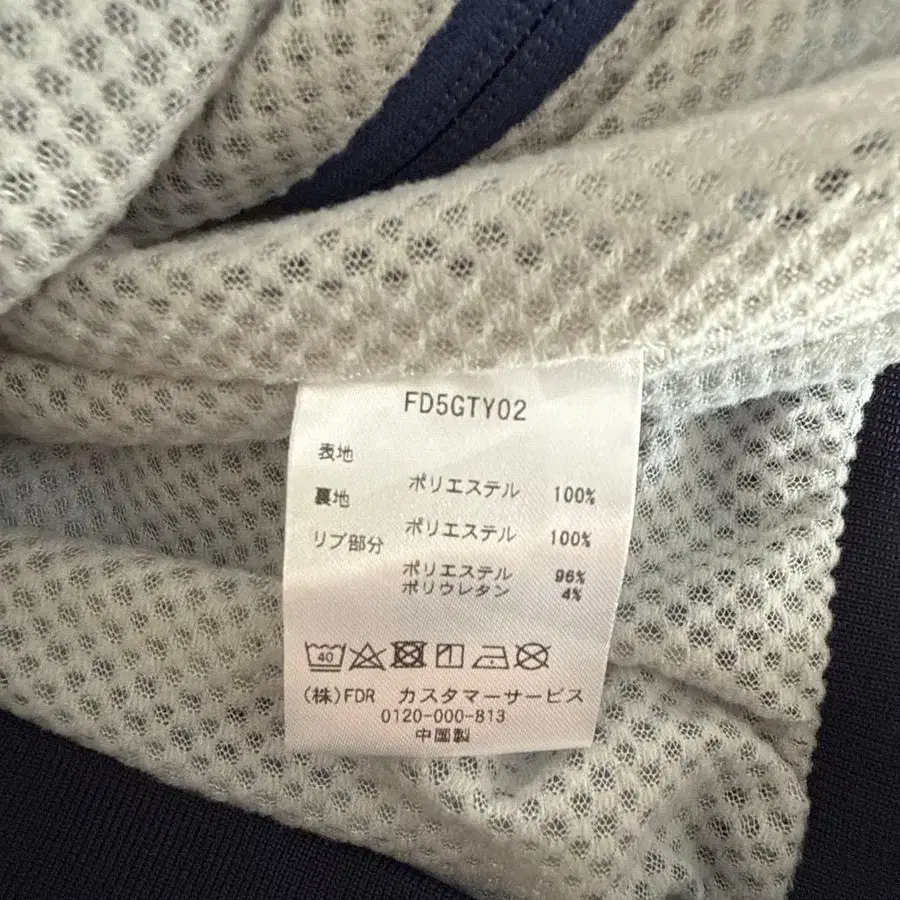 FD5GTY02
表地
ポリエステル 100%
裏地
ポリエステル 100%
リブ部分
ポリエステル 96%
ポリウレタン 4%
40
(株)FDR カスタマーサービス
0120-000-813
中国製